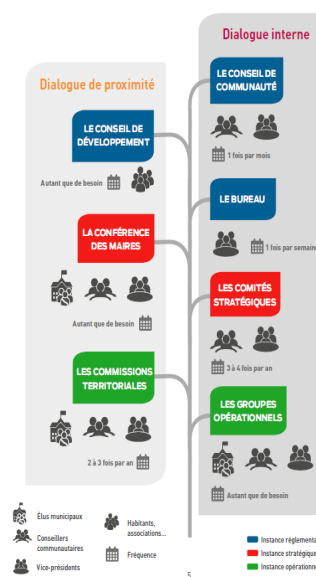 Dialogue interne
Dialogue de proximité
LE CONSEIL DE
COMMUNAUTÉ
1 fois par mois
LE CONSEIL DE
DÉVELOPPEMENT
Autant que de besoin
LE BUREAU
1 fois par semaine
LA CONFÉRENCE
DES MAIRES
Autant que de besoin
LES COMITÉS
STRATÉGIQUES
3 à 4 fois par an
LES COMMISSIONS
TERRITORIALES
2 à 3 fois par an
LES GROUPES
OPÉRATIONNELS
Autant que de besoin
Élus municipaux
Conseillers
communautaires
Vice-présidents
Habitants,
associations...
Fréquence
Instance
Instance stratégique
Instance
5